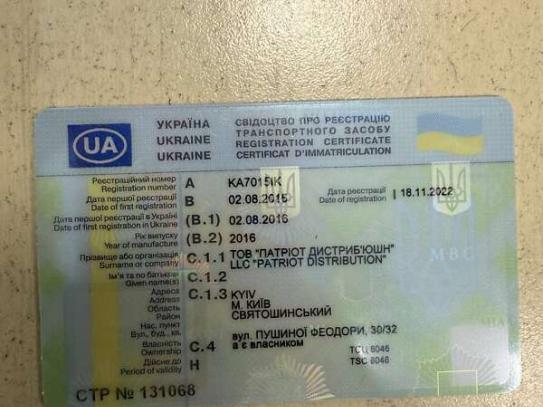 UA
УКРАЇНА
UKRAINE
UKRAINE
СВІДОЦТВО ПРО РЕЄСТРАЦІЮ
ТРАНСПОРТНОГО ЗАСОБУ
REGISTRATION CERTIFICATE
CERTIFICAT D'IMMATRICULATION
Реєстраційний номер
Registration number A KA7015IK
Дата першої реєстрації
Date of first registration B 02.08.2016
Дата реєстрації
Date of registration 18.11.2022
Дата першої реєстрації в Україні
Date of first registration in Ukraine (B.1) 02.08.2016
Рік випуску
Year of manufacture (B.2) 2016
Прізвище або організація
Surname or company C.1.1 ТОВ "ПАТРІОТ ДИСТРИБ'ЮШН"
LLC "PATRIOT DISTRIBUTION"
Ім'я та по батькові
Given name(s) C.1.2
Адреса
Address C.1.3 KYIV
Область М. КИЇВ
Район СВЯТОШИНСЬКИЙ
Нас. пункт
Вул., буд., кв. вул. ПУШИНОЇ ФЕОДОРИ, 30/32
Власність
Ownership C.4 а є власником
Дійсне до
Period of validity H
ТСЦ 8046
TSC 8046
МВС
СТР № 131068